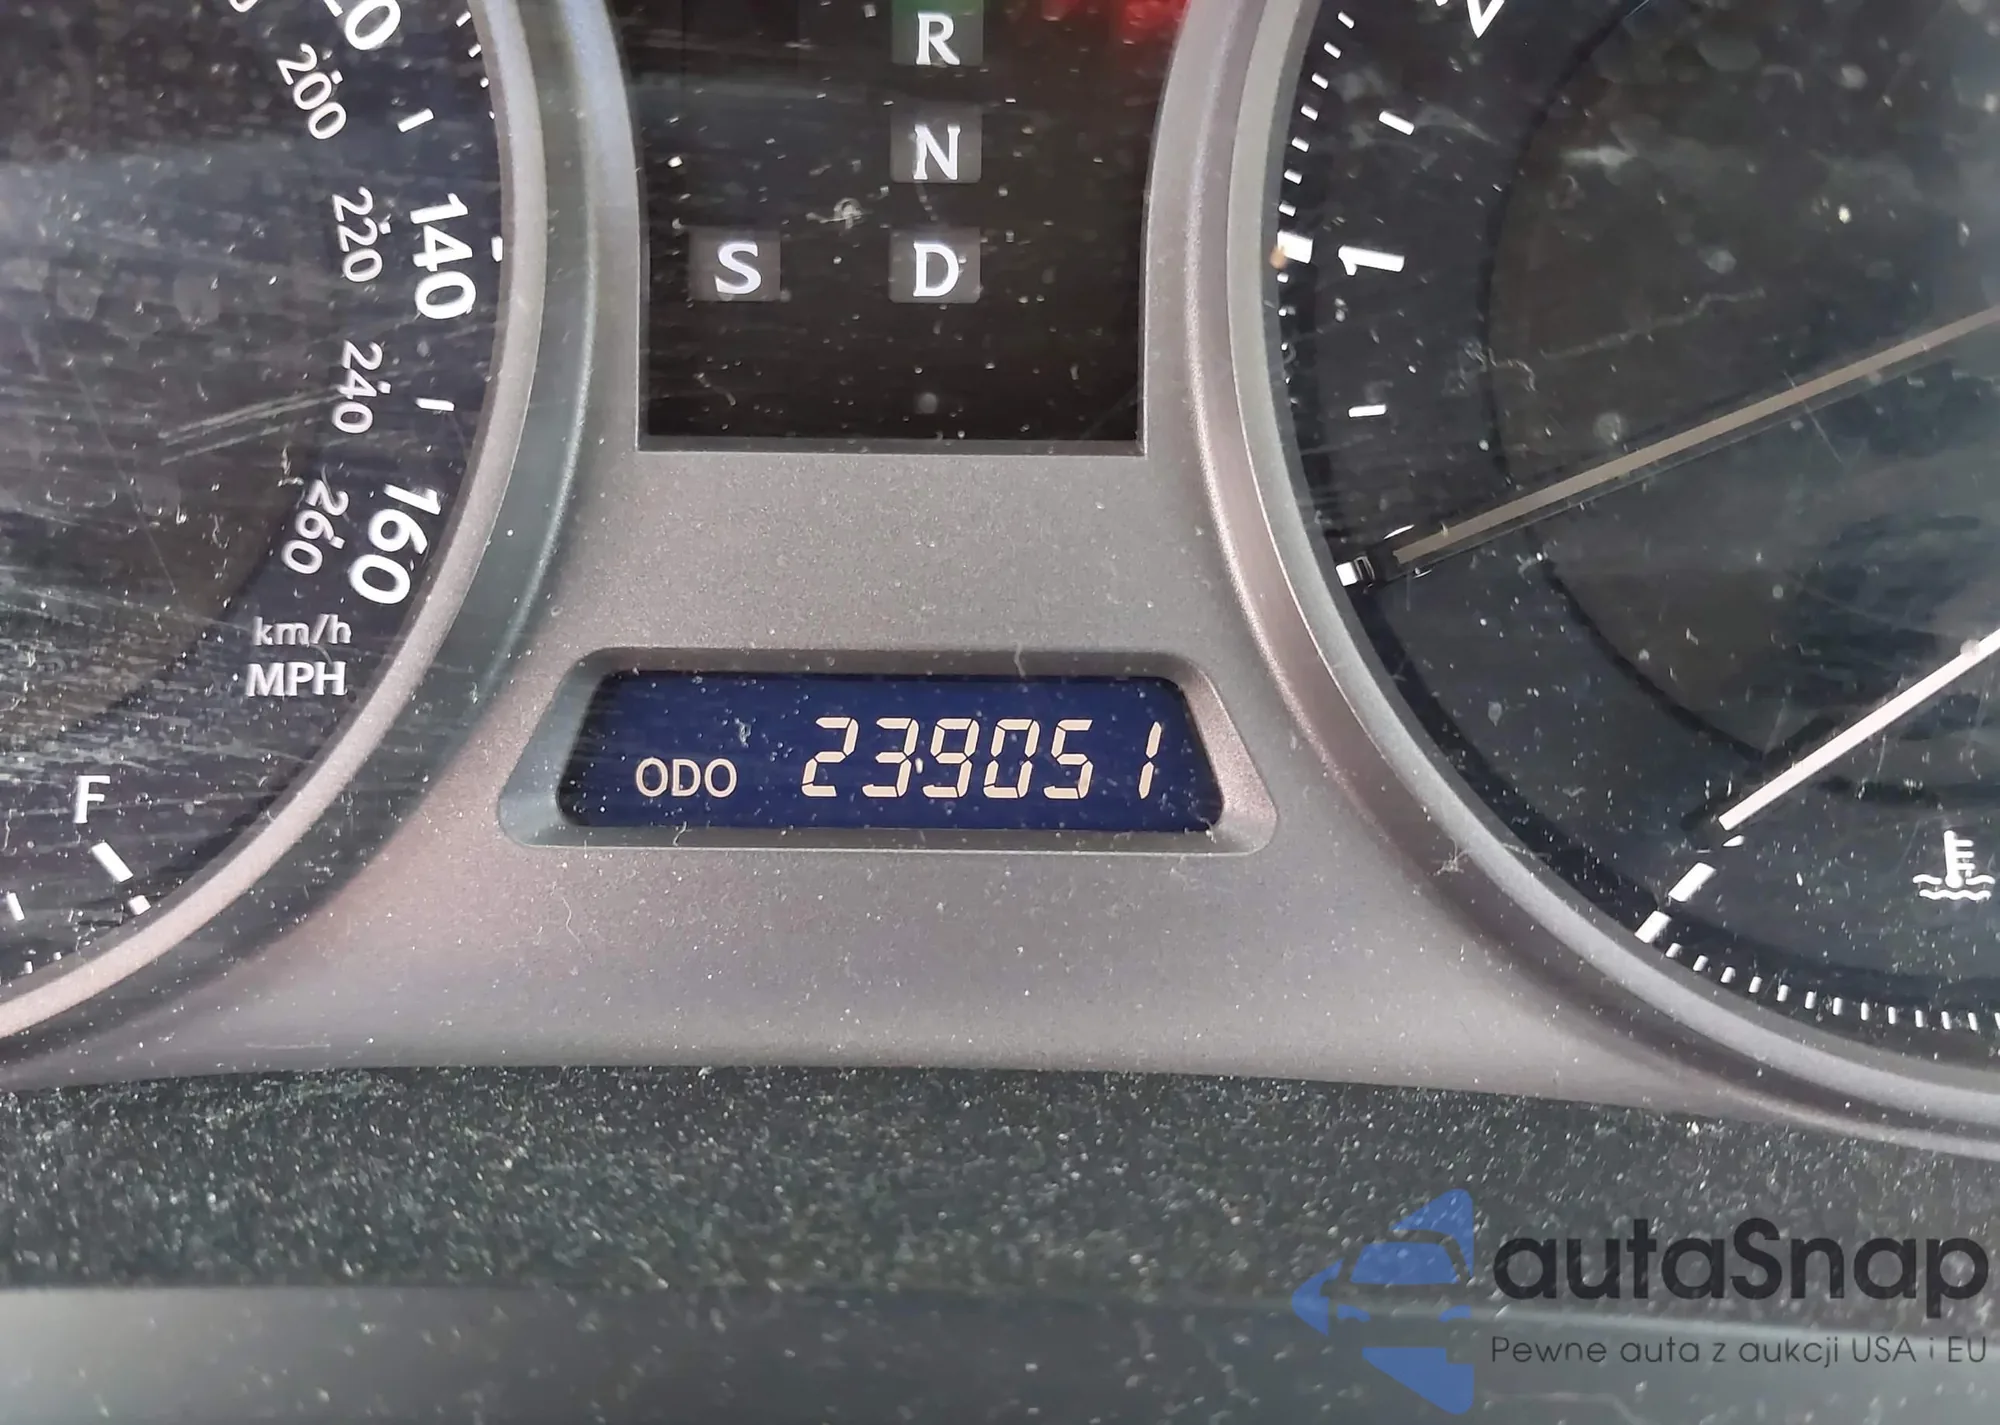 200
220
140
240
260
160
km/h
MPH
F
R
N
S
D
1
ODO 239051
autaSnap
Pewne auta z aukcji USA i EU